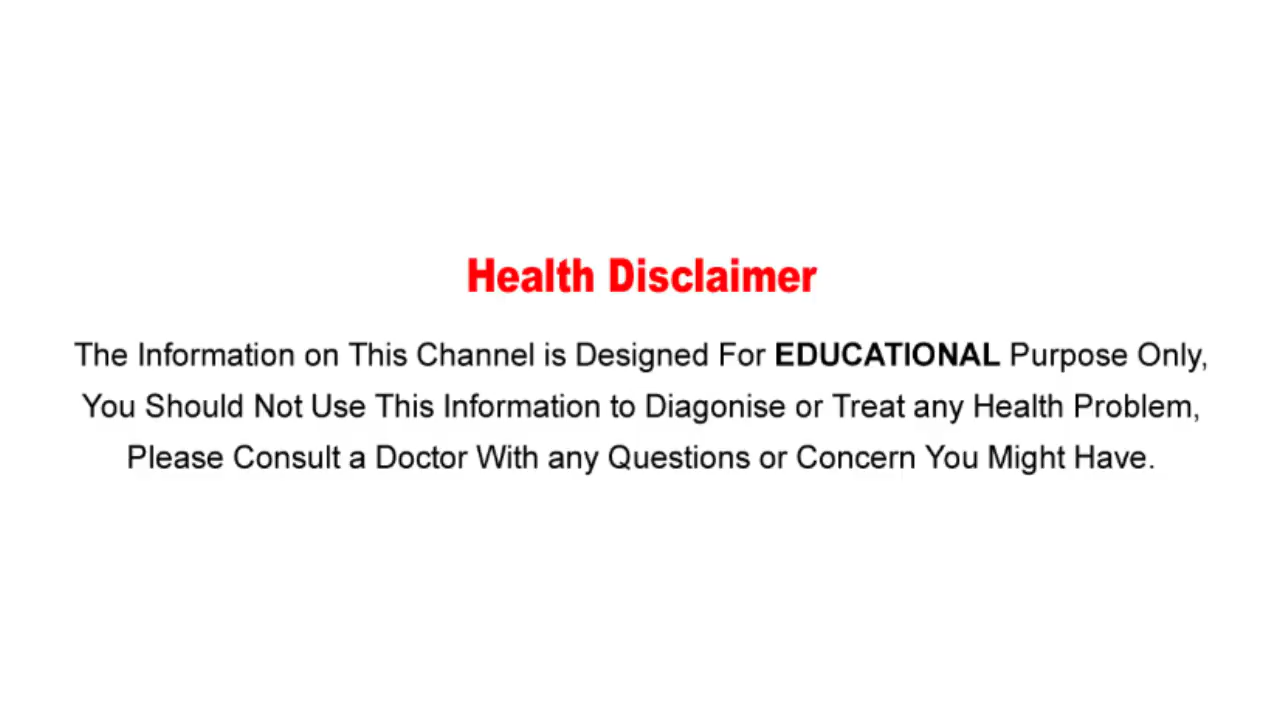 Health Disclaimer
The Information on This Channel is Designed For EDUCATIONAL Purpose Only,
You Should Not Use This Information to Diagonise or Treat any Health Problem,
Please Consult a Doctor With any Questions or Concern You Might Have.